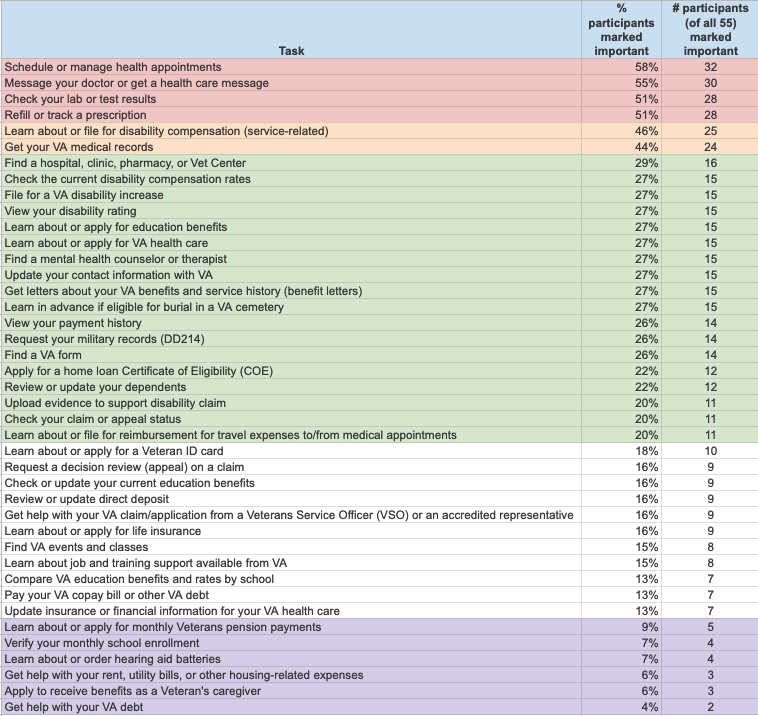 Task % participants marked important # participants (of all 55) marked important
Schedule or manage health appointments 58% 32
Message your doctor or get a health care message 55% 30
Check your lab or test results 51% 28
Refill or track a prescription 51% 28
Learn about or file for disability compensation (service-related) 46% 25
Get your VA medical records 44% 24
Find a hospital, clinic, pharmacy, or Vet Center 29% 16
Check the current disability compensation rates 27% 15
File for a VA disability increase 27% 15
View your disability rating 27% 15
Learn about or apply for education benefits 27% 15
Learn about or apply for VA health care 27% 15
Find a mental health counselor or therapist 27% 15
Update your contact information with VA 27% 15
Get letters about your VA benefits and service history (benefit letters) 27% 15
Learn in advance if eligible for burial in a VA cemetery 27% 15
View your payment history 26% 14
Request your military records (DD214) 26% 14
Find a VA form 26% 14
Apply for a home loan Certificate of Eligibility (COE) 22% 12
Review or update your dependents 22% 12
Upload evidence to support disability claim 20% 11
Check your claim or appeal status 20% 11
Learn about or file for reimbursement for travel expenses to/from medical appointments 20% 11
Learn about or apply for a Veteran ID card 18% 10
Request a decision review (appeal) on a claim 16% 9
Check or update your current education benefits 16% 9
Review or update direct deposit 16% 9
Get help with your VA claim/application from a Veterans Service Officer (VSO) or an accredited representative 16% 9
Learn about or apply for life insurance 16% 9
Find VA events and classes 15% 8
Learn about job and training support available from VA 15% 8
Compare VA education benefits and rates by school 13% 7
Pay your VA copay bill or other VA debt 13% 7
Update insurance or financial information for your VA health care 13% 7
Learn about or apply for monthly Veterans pension payments 9% 5
Verify your monthly school enrollment 7% 4
Learn about or order hearing aid batteries 7% 4
Get help with your rent, utility bills, or other housing-related expenses 6% 3
Apply to receive benefits as a Veteran's caregiver 6% 3
Get help with your VA debt 4% 2